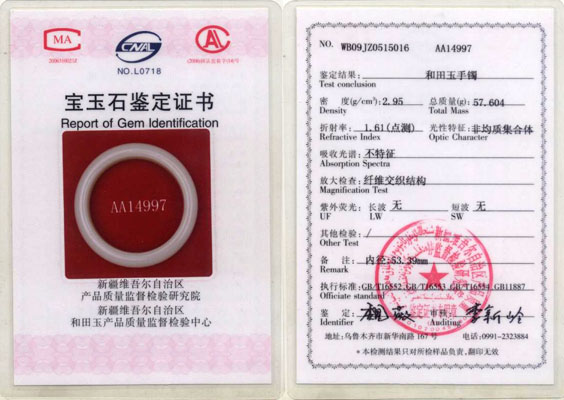 MA
CNAL
AL
NO.L0718
宝玉石鉴定证书
Report of Gem Identification
AA14997
新疆维吾尔自治区
产品质量监督检验研究院
新疆维吾尔自治区
和田玉产品质量监督检验中心
NO. WB09JZ0515016 AA14997
鉴定结果: 和田玉手镯
Test conclusion
密 度(g/cm³): 2.95 总质量(g): 57.604
Density Total Mass
折射率: 1.61(点测) 光性特征: 非均质集合体
Refractive Index Optic Character
吸收光谱: 不特征
Absorption Spectra
放大检查: 纤维交织结构
Magnification Test
紫外荧光: 长波 无 短波 无
UF LW SW
其他检验: /
Other Test
备 注: 内径:53.39mm
Remark
执行标准: GB/T16552 GB/T16553 GB/T16554 GB11887
Officiate standard
鉴 定: 审核:
Identifier Auditing
地址:乌鲁木齐市新华南路 167 号 电话:0991-2323884
*本检测结果只对所检样品负责,翻印无效